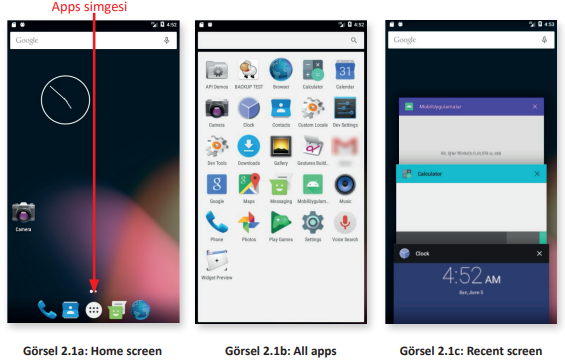 Apps simgesi
4:52
Google
Camera
Görsel 2.1a: Home screen
4:52
API Demos BACKUP TEST Browser Calculator Calendar
31
Camera Clock Contacts Custom Locale Dev Settings
Dev Tools Downloads Gallery Gestures Build..
Google Maps Messaging Mobiluygulam.. Music
Phone Photos Play Games Settings Voice Search
Widget Preview
Görsel 2.1b: All apps
4:53
Google
Mobiluygulamalar
Calculator
Clock
4:52 AM
Sun, June 5
Görsel 2.1c: Recent screen